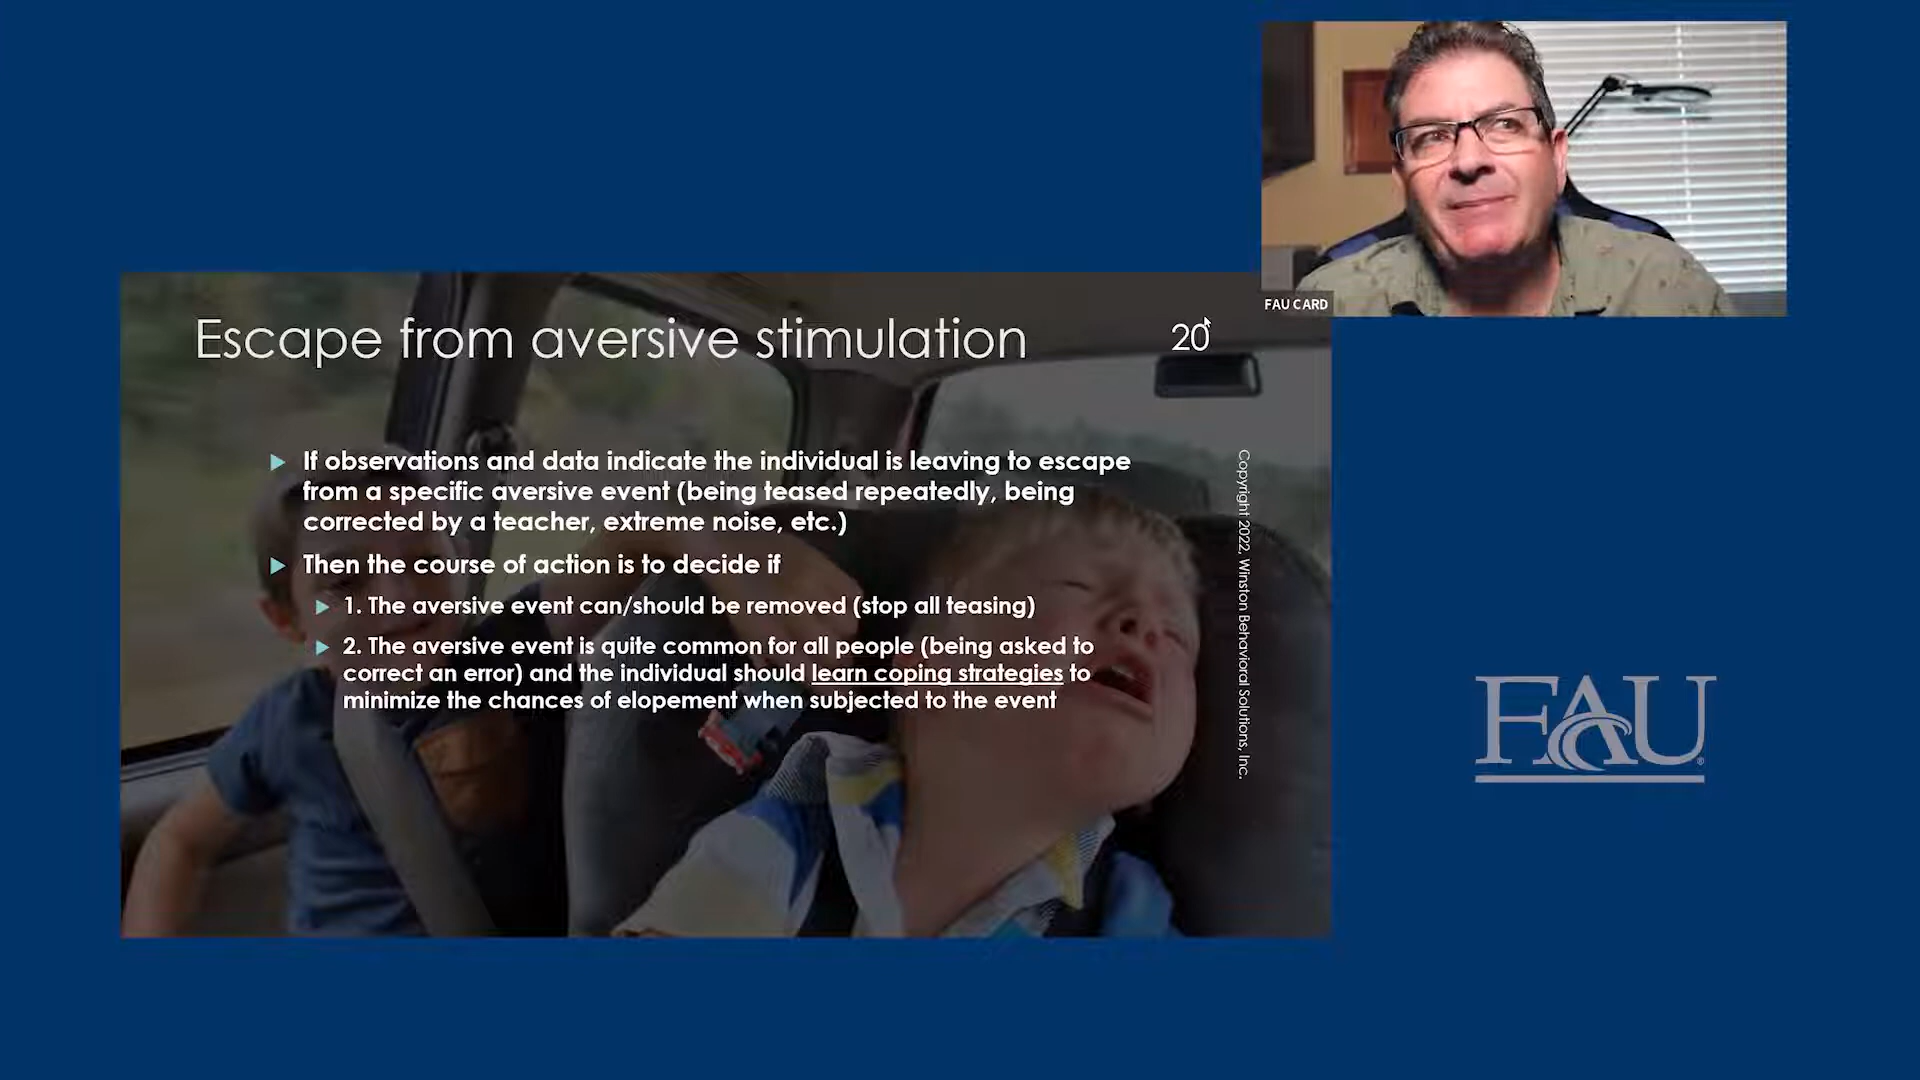 FAU CARD
Escape from aversive stimulation
20
If observations and data indicate the individual is leaving to escape
from a specific aversive event (being teased repeatedly, being
corrected by a teacher, extreme noise, etc.)
Then the course of action is to decide if
1. The aversive event can/should be removed (stop all teasing)
2. The aversive event is quite common for all people (being asked to
correct an error) and the individual should learn coping strategies to
minimize the chances of elopement when subjected to the event
Copyright 2022, Winston Behavioral Solutions, Inc.
FAU®